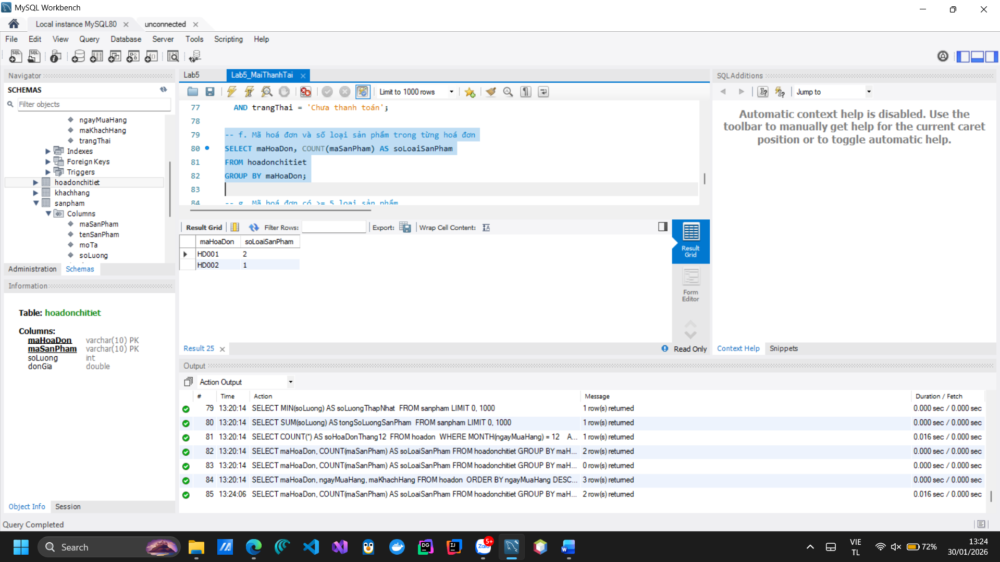 MySQL Workbench
Local instance MySQL80
unconnected
File Edit View Query Database Server Tools Scripting Help
Navigator
SCHEMAS
Filter objects
ngayMuaHang
maKhachHang
trangThai
Indexes
Foreign Keys
Triggers
hoadonchitiet
khachhang
sanpham
Columns
maSanPham
tenSanPham
moTa
soLuong
Administration Schemas
Information
Table: hoadonchitiet
Columns:
maHoaDon varchar(10) PK
maSanPham varchar(10) PK
soLuong int
donGia double
Object Info Session
Query Completed
Lab5
Lab5_MaiThanhTai
Limit to 1000 rows
77 AND trangThai = 'Chưa thanh toán';
78
79 -- f. Mã hoá đơn và số loại sản phẩm trong từng hoá đơn
80 SELECT maHoaDon, COUNT(maSanPham) AS soLoaiSanPham
81 FROM hoadonchitiet
82 GROUP BY maHoaDon;
83
84 -- g. Mã hoá đơn có >= 5 loại sản phẩm
Result Grid Filter Rows: Export: Wrap Cell Content:
maHoaDon soLoaiSanPham
HD001 2
HD002 1
Result Grid
Form Editor
Result 25
Read Only
SQLAdditions
Jump to
Automatic context help is disabled. Use the
toolbar to manually get help for the current caret
position or to toggle automatic help.
Context Help Snippets
Output
Action Output
# Time Action Message Duration / Fetch
79 13:20:14 SELECT MIN(soLuong) AS soLuongThapNhat FROM sanpham LIMIT 0, 1000 1 row(s) returned 0.000 sec / 0.000 sec
80 13:20:14 SELECT SUM(soLuong) AS tongSoLuongSanPham FROM sanpham LIMIT 0, 1000 1 row(s) returned 0.000 sec / 0.000 sec
81 13:20:14 SELECT COUNT(*) AS soHoaDonThang12 FROM hoadon WHERE MONTH(ngayMuaHang) = 12 A... 1 row(s) returned 0.016 sec / 0.000 sec
82 13:20:14 SELECT maHoaDon, COUNT(maSanPham) AS soLoaiSanPham FROM hoadonchitiet GROUP BY maH... 2 row(s) returned 0.000 sec / 0.000 sec
83 13:20:14 SELECT maHoaDon, COUNT(maSanPham) AS soLoaiSanPham FROM hoadonchitiet GROUP BY maH... 0 row(s) returned 0.000 sec / 0.000 sec
84 13:20:14 SELECT maHoaDon, ngayMuaHang, maKhachHang FROM hoadon ORDER BY ngayMuaHang DESC... 3 row(s) returned 0.000 sec / 0.000 sec
85 13:24:06 SELECT maHoaDon, COUNT(maSanPham) AS soLoaiSanPham FROM hoadonchitiet GROUP BY maH... 2 row(s) returned 0.016 sec / 0.000 sec
Search
DG
IJ
Zalo
5+
W
VIE
TL
72%
13:24
30/01/2026